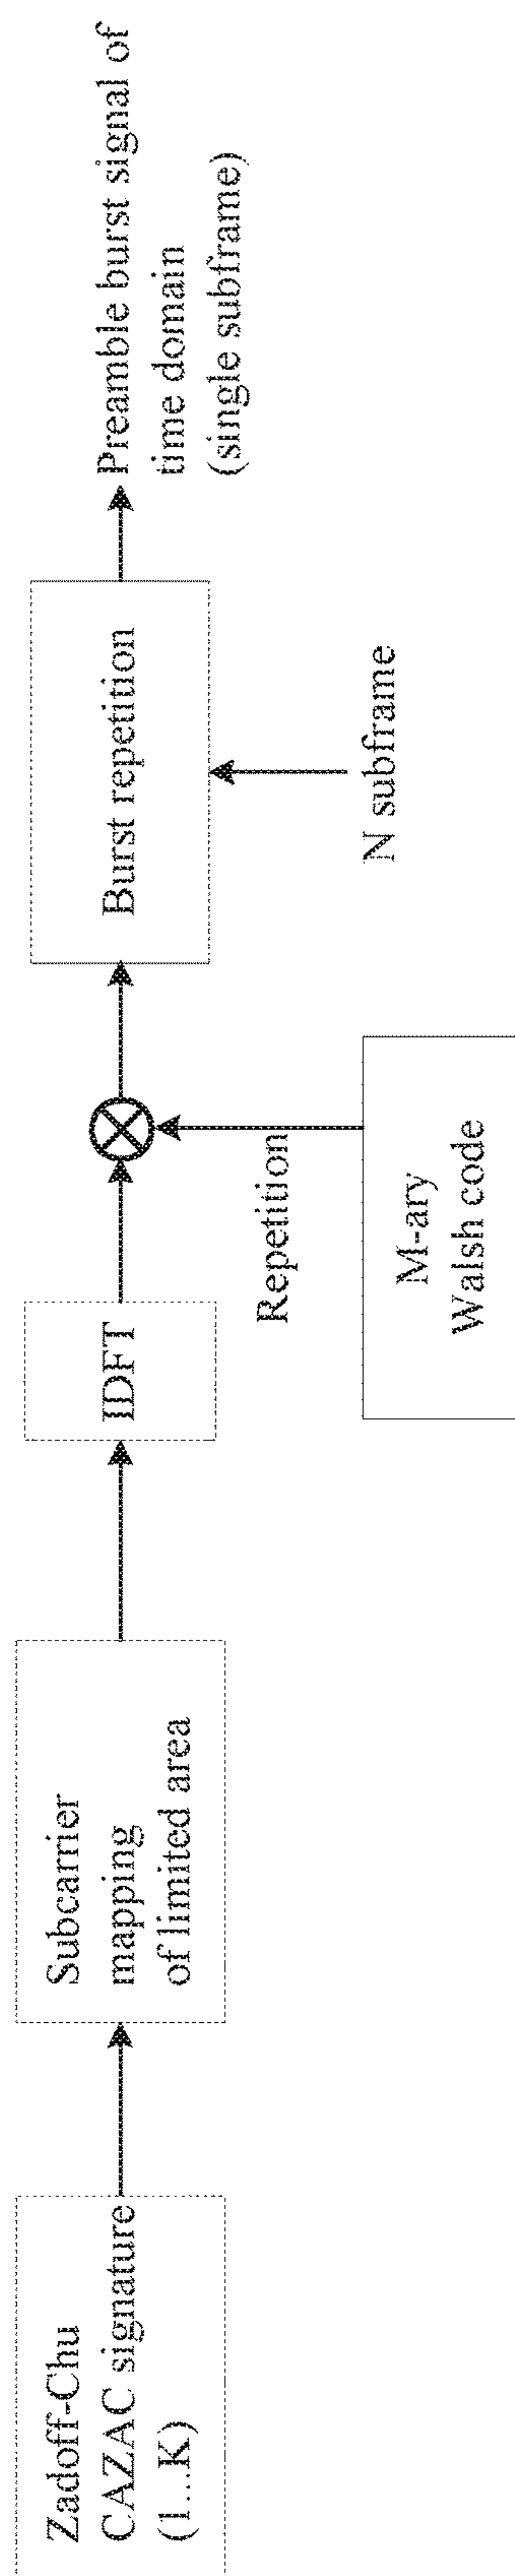 Zadoff-Chu
CAZAC signature
(1...K)
Subcarrier
mapping
of limited area
IDFT
Repetition
M-ary
Walsh code
Burst repetition
N subframe
Preamble burst signal of
time domain
(single subframe)